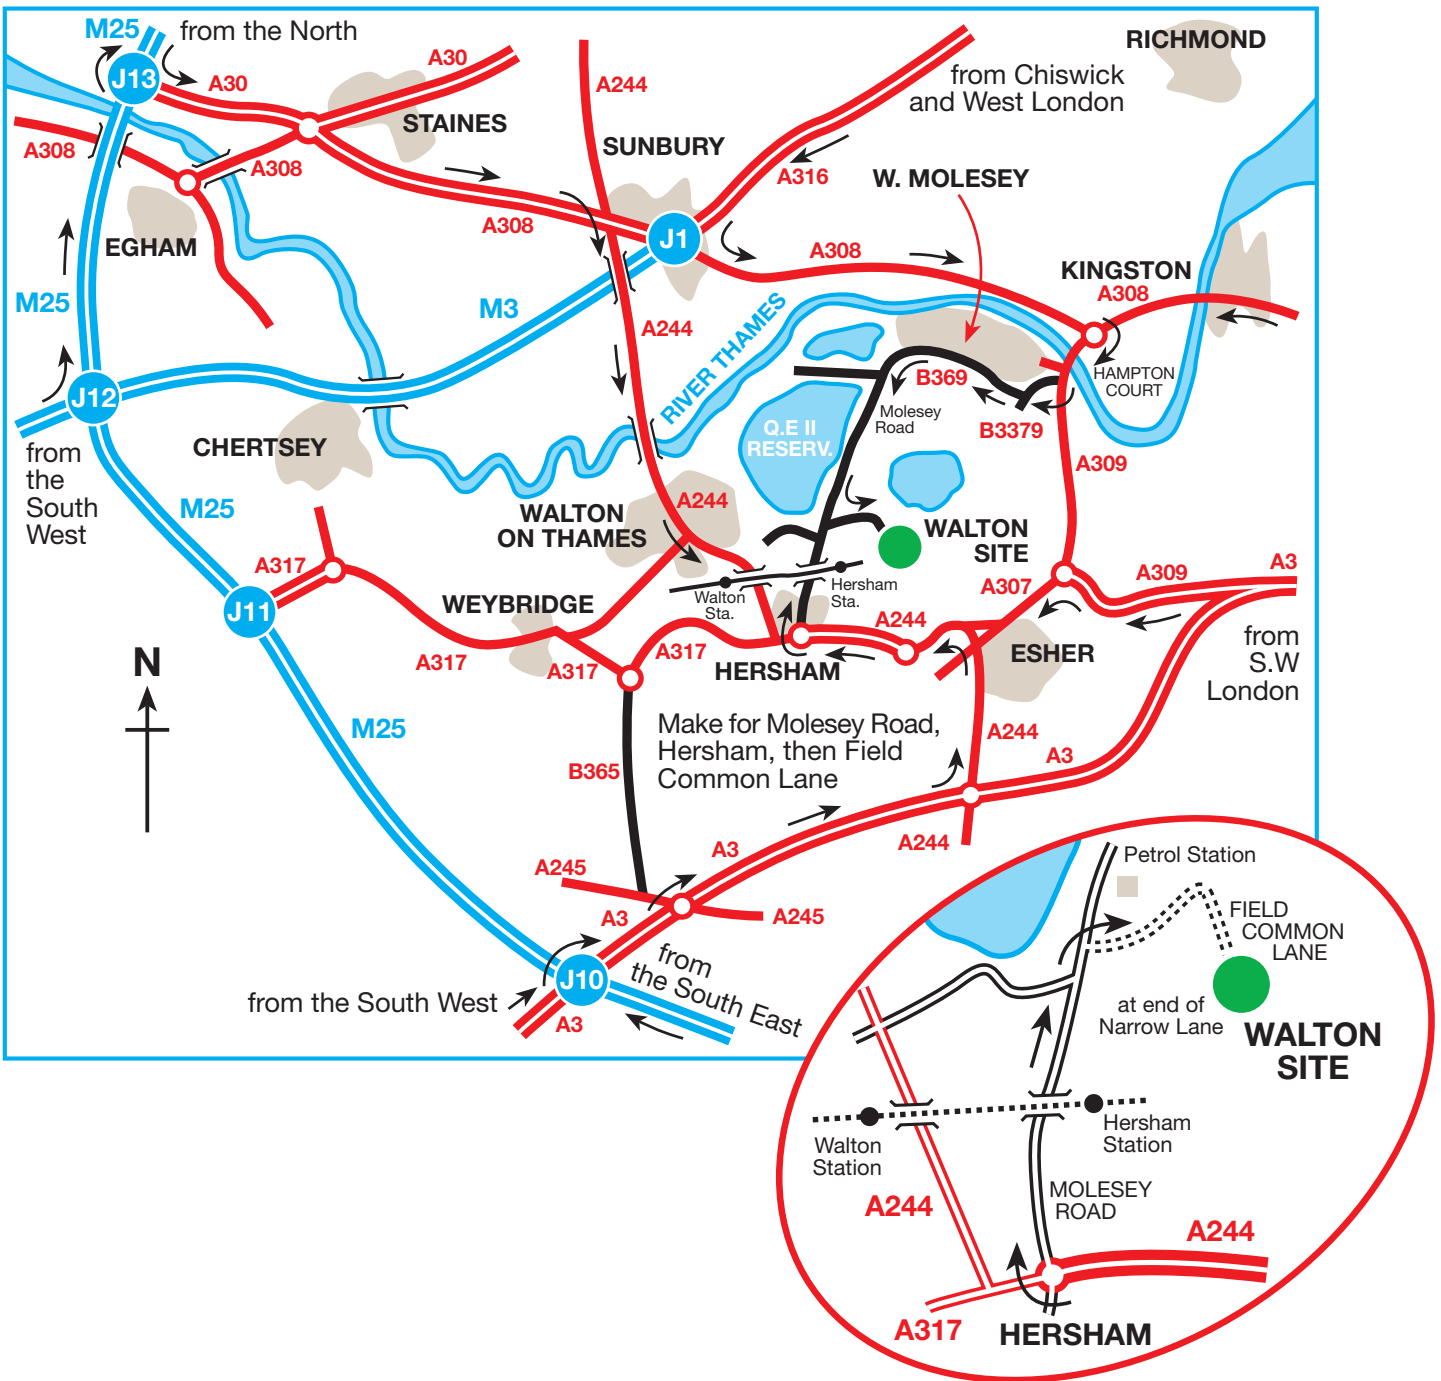 M25
from the North
J13
A30
A30
A308
A308
STAINES
A244
SUNBURY
from Chiswick
and West London
RICHMOND
A316
W. MOLESEY
EGHAM
A308
J1
A308
KINGSTON
A308
M25
M3
A244
RIVER THAMES
HAMPTON
COURT
J12
B369
Molesey
Road
B3379
Q.E II
RESERV.
A309
from
the
South
West
CHERTSEY
M25
WALTON
ON THAMES
A244
WALTON
SITE
A317
J11
WEYBRIDGE
Walton
Sta.
Hersham
Sta.
A307
A309
A3
A244
A317
A317
A317
HERSHAM
ESHER
from
S.W
London
N
M25
Make for Molesey Road,
Hersham, then Field
Common Lane
A244
A3
B365
A244
A3
A245
A245
A3
from the South West
J10
A3
from
the South East
Petrol Station
FIELD
COMMON
LANE
at end of
Narrow Lane
WALTON
SITE
Walton
Station
Hersham
Station
MOLESEY
ROAD
A244
A244
A317
HERSHAM